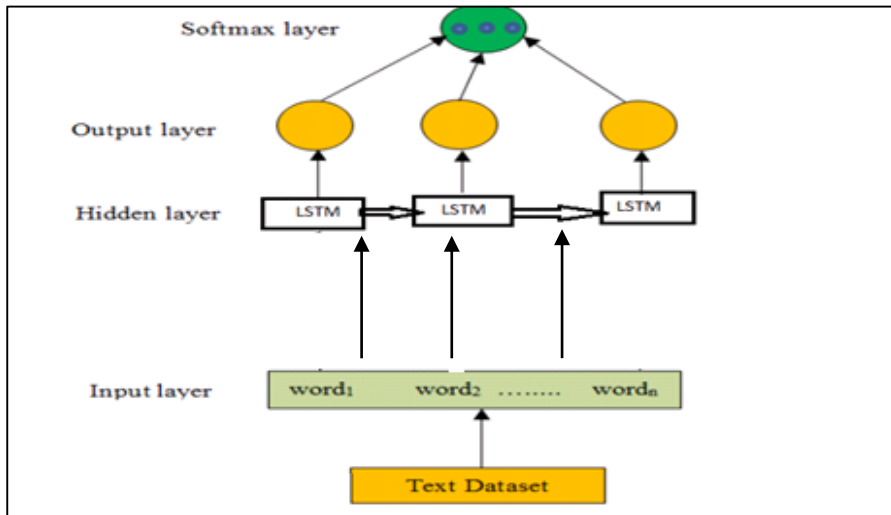 Softmax layer
Output layer
Hidden layer LSTM LSTM LSTM
Input layer word₁ word₂ ........ wordₙ
Text Dataset